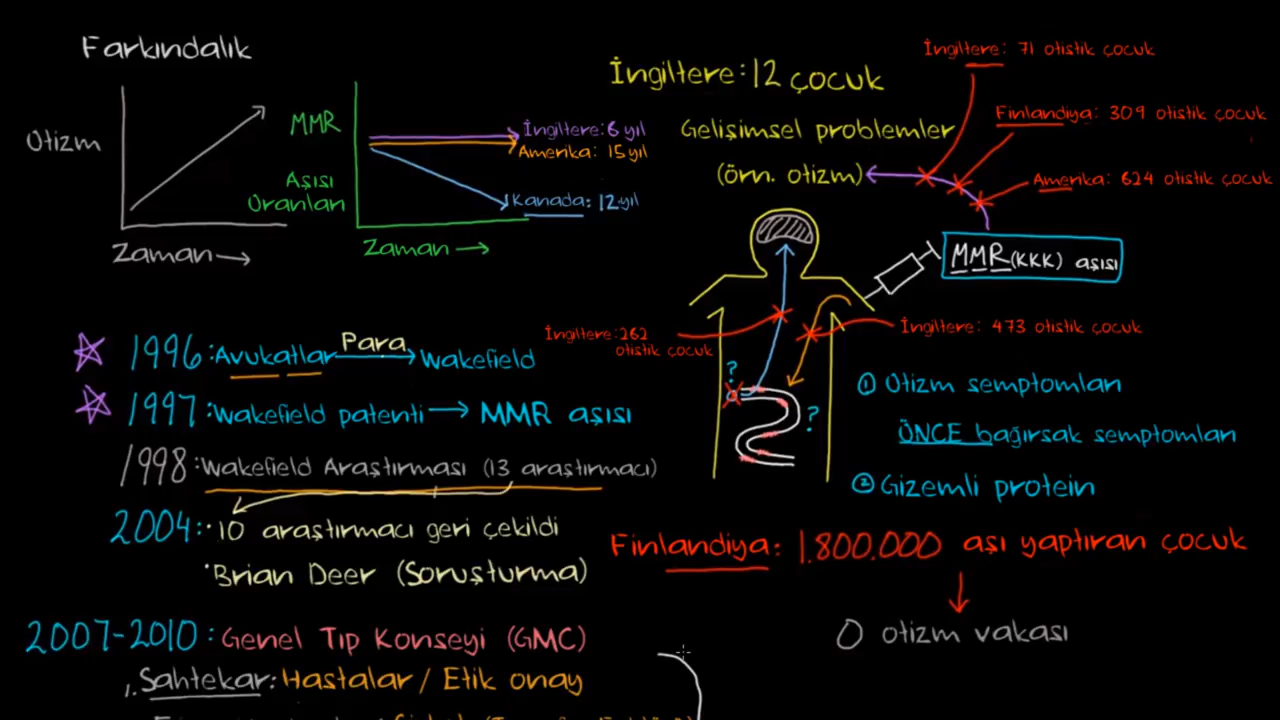 Farkındalık
Otizm
Zaman
MMR
Aşısı
Oranları
Zaman
İngiltere: 6 yıl
Amerika: 15 yıl
Kanada: 12 yıl
1996: Avukatlar Para Wakefield
1997: Wakefield patenti → MMR aşısı
1998: Wakefield Araştırması (13 araştırmacı)
2004: · 10 araştırmacı geri çekildi
· Brian Deer (Soruşturma)
2007-2010: Genel Tıp Konseyi (GMC)
1. Sahtekar: Hastalar / Etik onay
İngiltere: 12 çocuk
Gelişimsel problemler
(örn. otizm)
İngiltere: 71 otistik çocuk
Finlandiya: 309 otistik çocuk
Amerika: 624 otistik çocuk
MMR (KKK) aşısı
İngiltere: 262
otistik çocuk
İngiltere: 473 otistik çocuk
?
?
① Otizm semptomları
ÖNCE bağırsak semptomları
② Gizemli protein
Finlandiya: 1.800.000 aşı yaptıran çocuk
0 otizm vakası